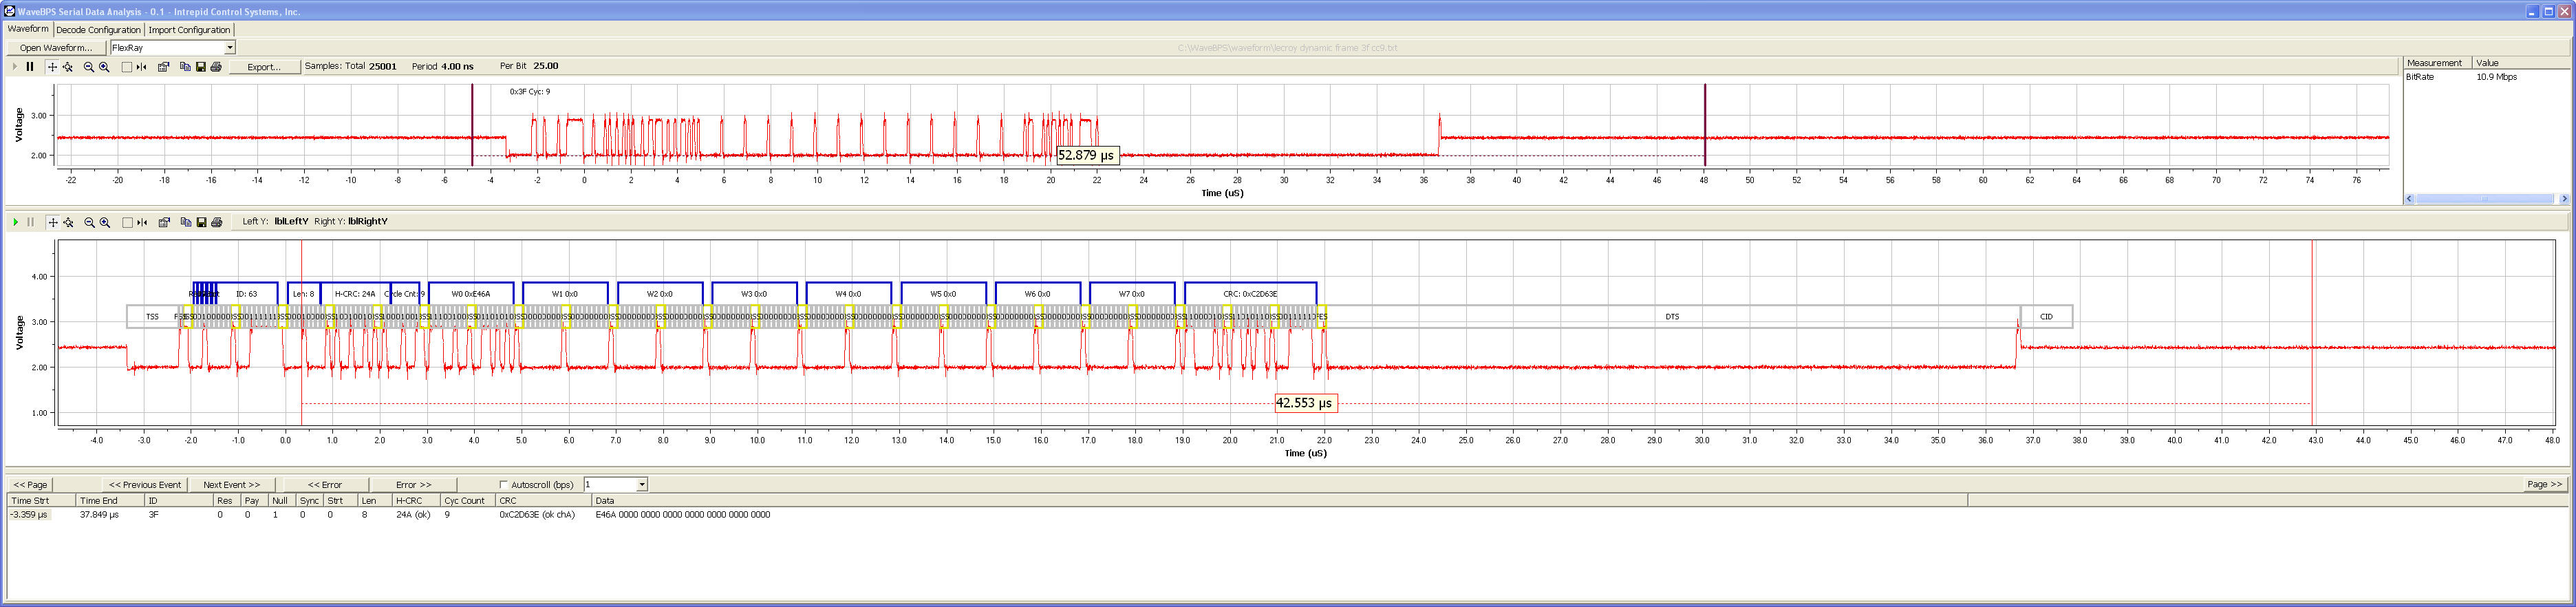 WaveBPS Serial Data Analysis - 0.1 - Intrepid Control Systems, Inc.
Waveform Decode Configuration Import Configuration
Open Waveform... FlexRay C:\WaveBPS\waveform\lecroy dynamic frame 3f cc9.txt
Export... Samples: Total 25001 Period 4.00 ns Per Bit 25.00
Measurement Value
BitRate 10.9 Mbps
0x3F Cyc: 9
Voltage
3.00
2.00
52.879 µs
-22 -20 -18 -16 -14 -12 -10 -8 -6 -4 -2 0 2 4 6 8 10 12 14 16 18 20 22 24 26 28 30 32 34 36 38 40 42 44 46 48 50 52 54 56 58 60 62 64 66 68 70 72 74 76
Time (uS)
Left Y: lblLeftY Right Y: lblRightY
Voltage
4.00
3.00
2.00
1.00
ID: 63 Len: 8 H-CRC: 24A Cycle Cnt: 9 W0 0xE46A W1 0x0 W2 0x0 W3 0x0 W4 0x0 W5 0x0 W6 0x0 W7 0x0 CRC: 0xC2D63E
TSS DTS CID
42.553 µs
-4.0 -3.0 -2.0 -1.0 0.0 1.0 2.0 3.0 4.0 5.0 6.0 7.0 8.0 9.0 10.0 11.0 12.0 13.0 14.0 15.0 16.0 17.0 18.0 19.0 20.0 21.0 22.0 23.0 24.0 25.0 26.0 27.0 28.0 29.0 30.0 31.0 32.0 33.0 34.0 35.0 36.0 37.0 38.0 39.0 40.0 41.0 42.0 43.0 44.0 45.0 46.0 47.0 48.0
Time (uS)
<< Page << Previous Event Next Event >> << Error Error >> Autoscroll (bps) 1 Page >>
Time Strt Time End ID Res Pay Null Sync Strt Len H-CRC Cyc Count CRC Data
-3.359 µs 37.849 µs 3F 0 0 1 0 0 8 24A (ok) 9 0xC2D63E (ok chA) E46A 0000 0000 0000 0000 0000 0000 0000